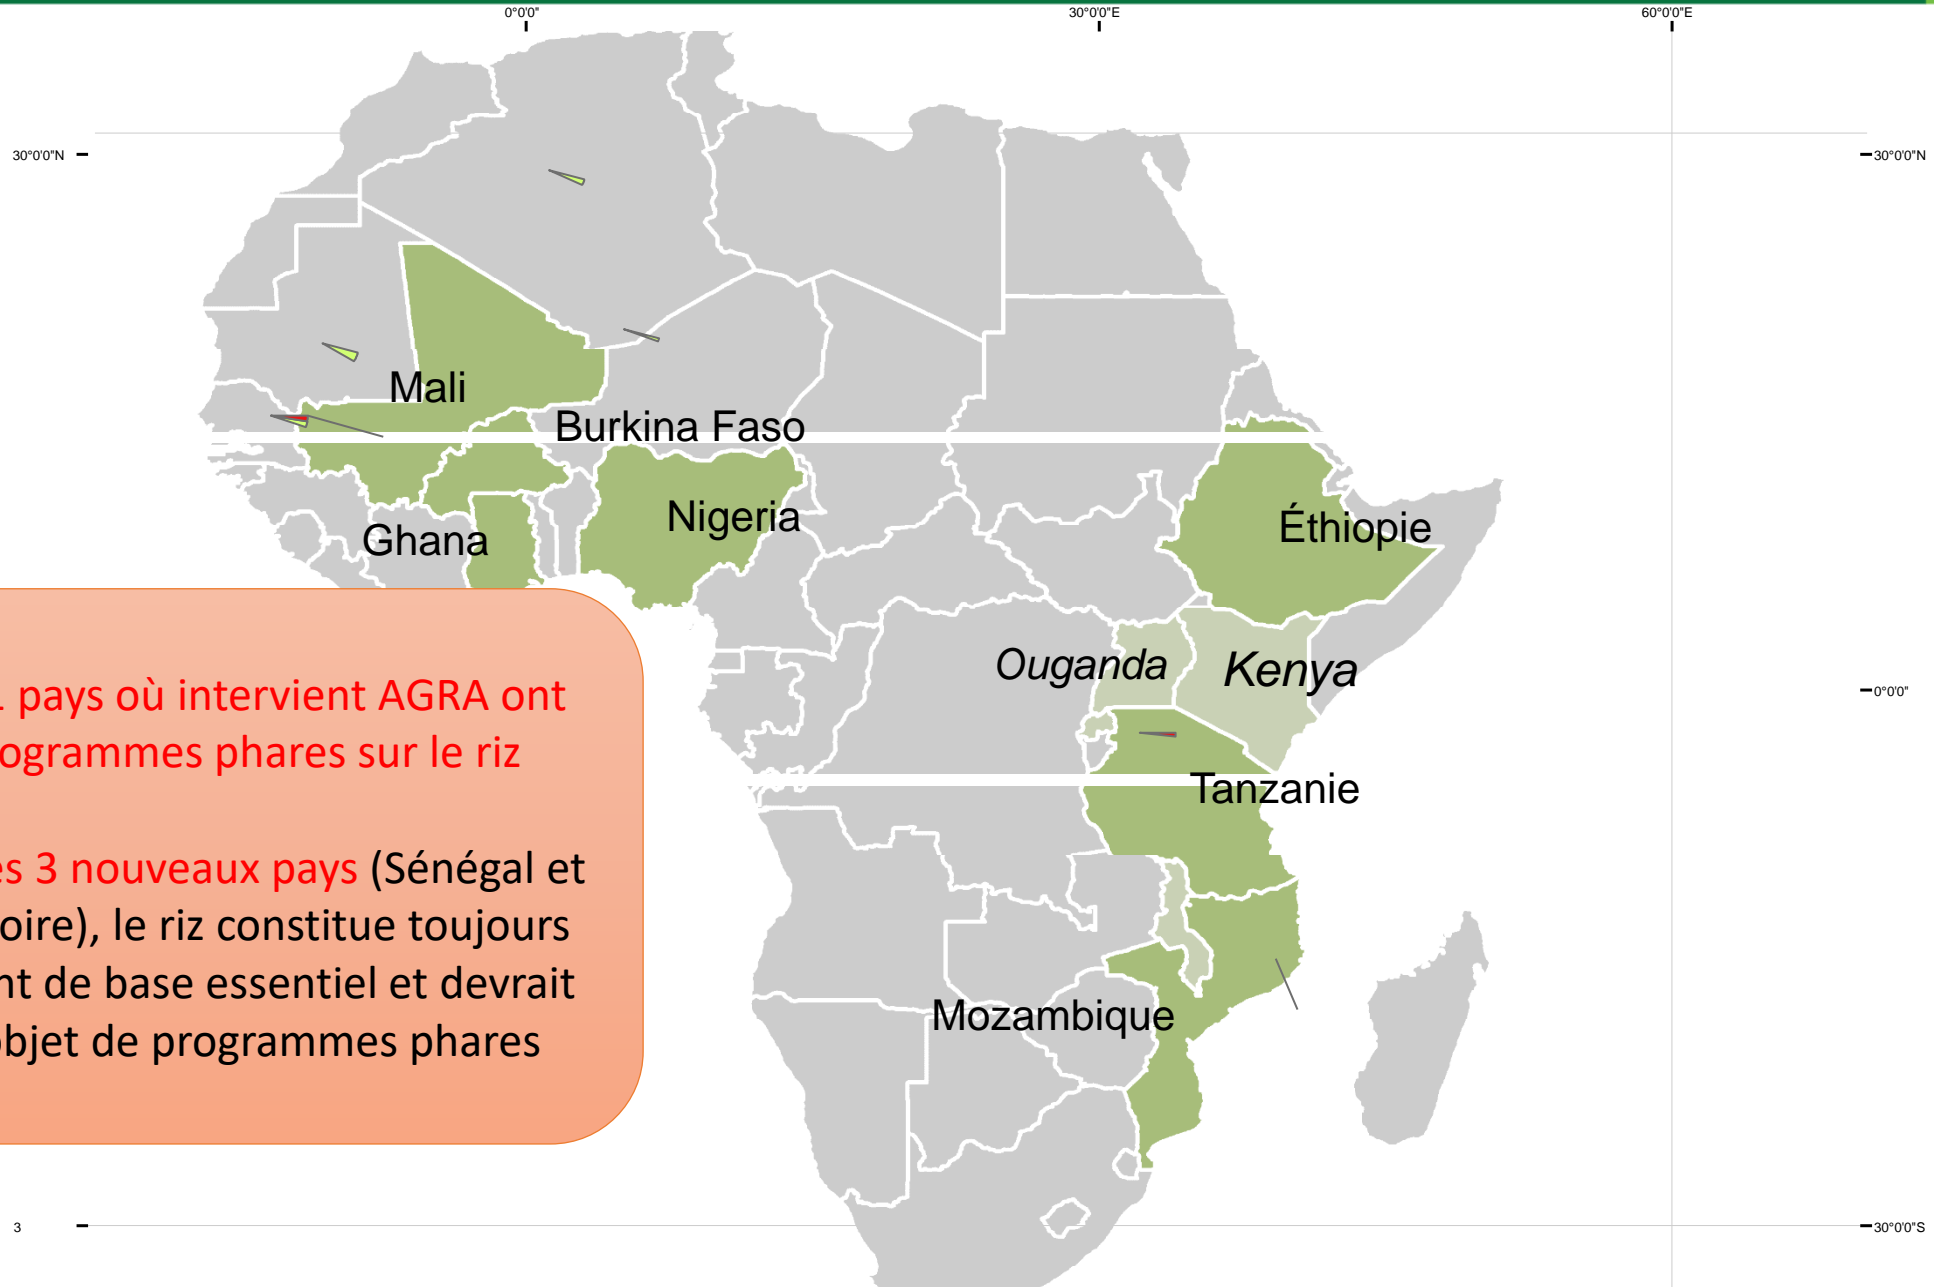 0°0'0"
30°0'0"E
60°0'0"E
30°0'0"N
30°0'0"N
Mali
Burkina Faso
Nigeria
Ghana
Éthiopie
Ouganda
Kenya
0°0'0"
pays où intervient AGRA ont
ogrammes phares sur le riz
Tanzanie
es 3 nouveaux pays (Sénégal et
oire), le riz constitue toujours
nt de base essentiel et devrait
objet de programmes phares
Mozambique
3
30°0'0"S